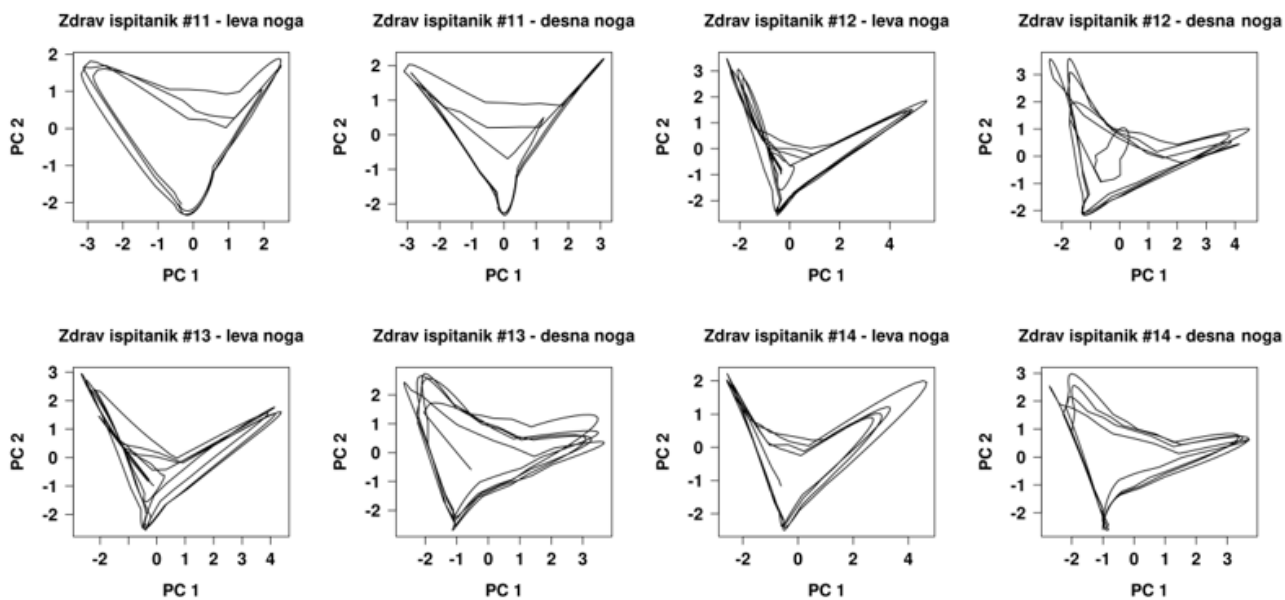 Zdrav ispitanik #11 - leva noga
Zdrav ispitanik #11 - desna noga
Zdrav ispitanik #12 - leva noga
Zdrav ispitanik #12 - desna noga
PC 2
2
1
0
-1
-2
-3 -2 -1 0 1 2
PC 1
PC 2
2
1
0
-1
-2
-3 -2 -1 0 1 2 3
PC 1
PC 2
3
2
1
0
-1
-2
-2 0 2 4
PC 1
PC 2
3
2
1
0
-1
-2
-2 0 1 2 3 4
PC 1
Zdrav ispitanik #13 - leva noga
Zdrav ispitanik #13 - desna noga
Zdrav ispitanik #14 - leva noga
Zdrav ispitanik #14 - desna noga
PC 2
3
2
1
0
-1
-2
-2 0 1 2 3 4
PC 1
PC 2
2
1
0
-1
-2
-2 -1 0 1 2 3
PC 1
PC 2
2
1
0
-1
-2
-2 0 2 4
PC 1
PC 2
3
2
1
0
-1
-2
-2 -1 0 1 2 3
PC 1